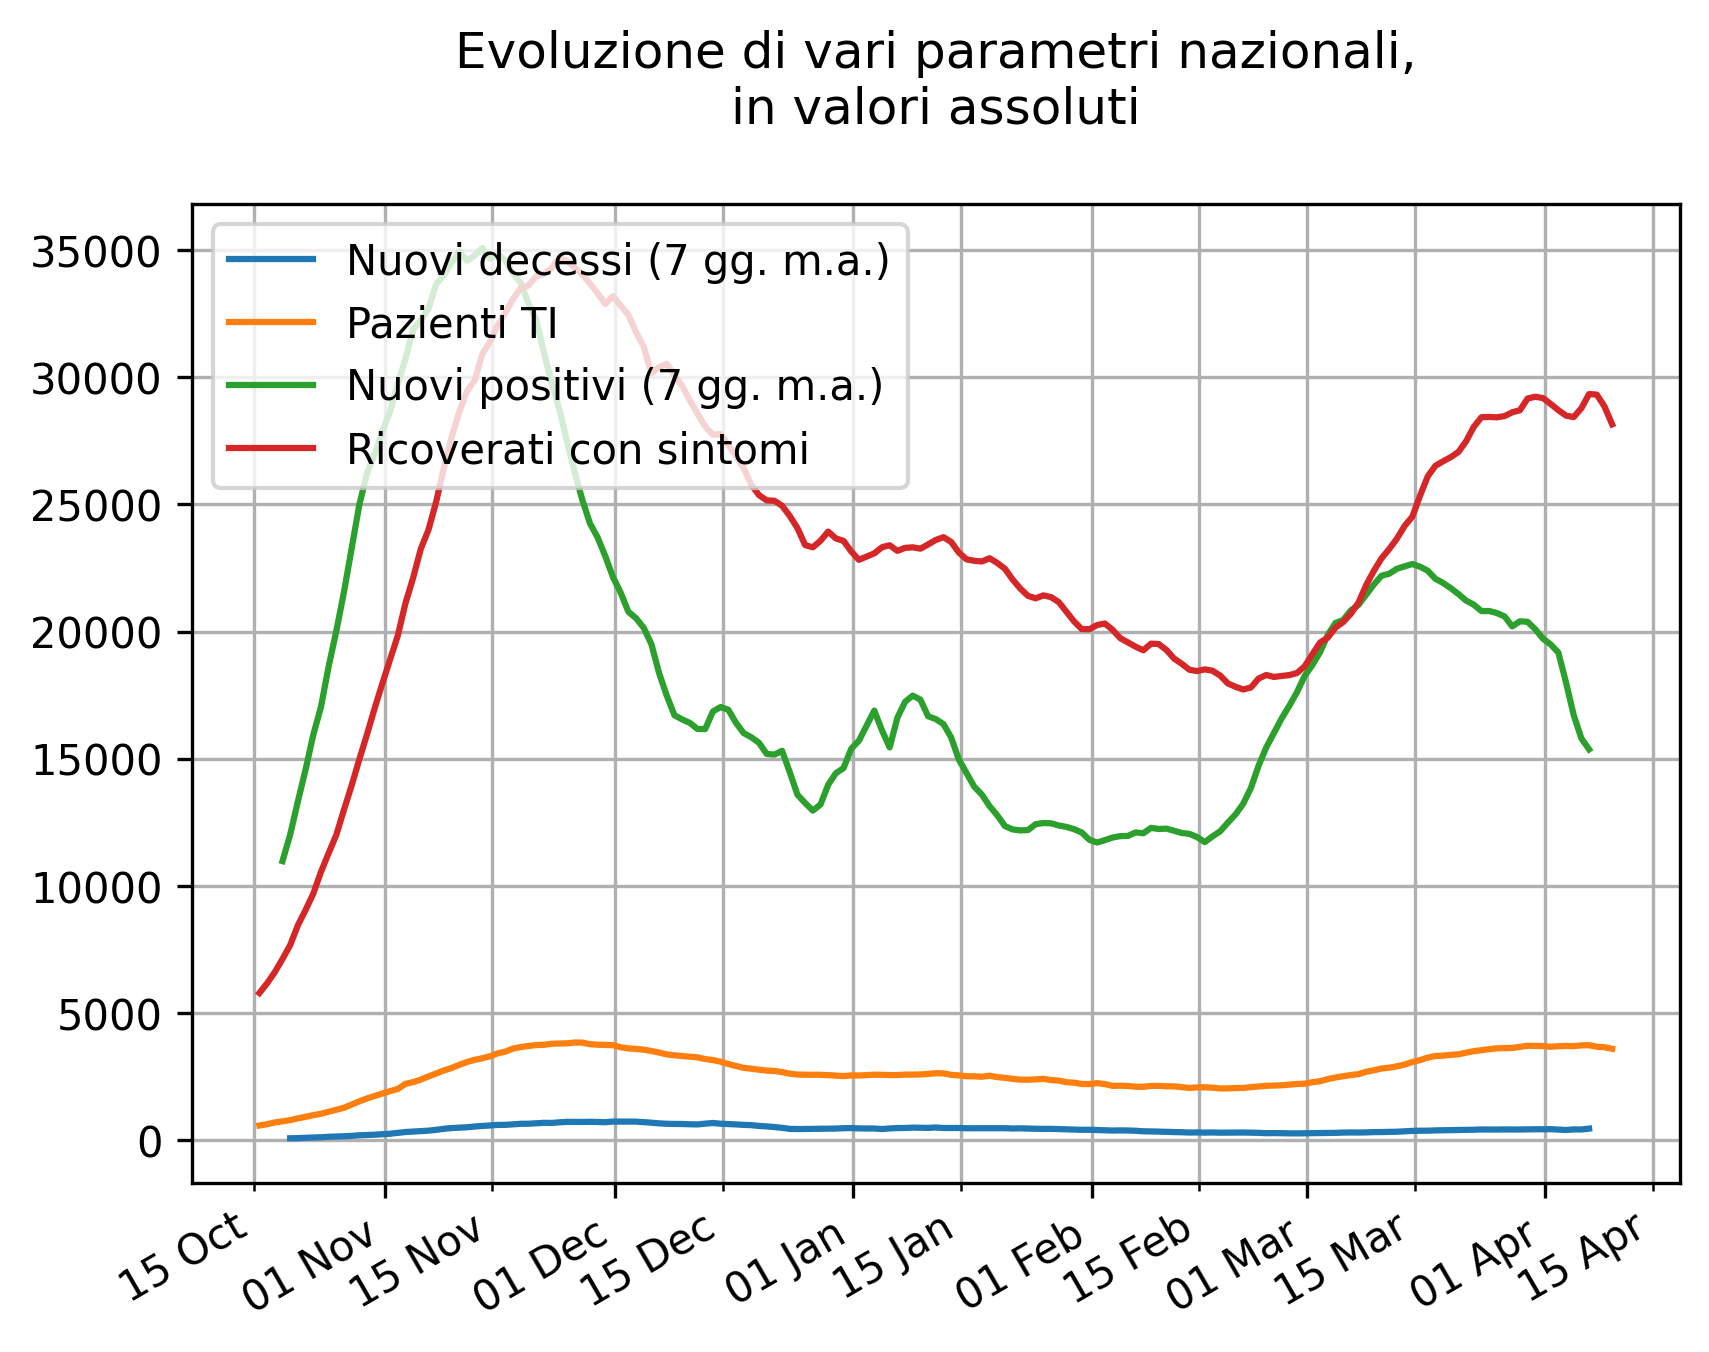 Evoluzione di vari parametri nazionali,
in valori assoluti
35000
30000
25000
20000
15000
10000
5000
0
Nuovi decessi (7 gg. m.a.)
Pazienti TI
Nuovi positivi (7 gg. m.a.)
Ricoverati con sintomi
15 Oct
01 Nov
15 Nov
01 Dec
15 Dec
01 Jan
15 Jan
01 Feb
15 Feb
01 Mar
15 Mar
01 Apr
15 Apr